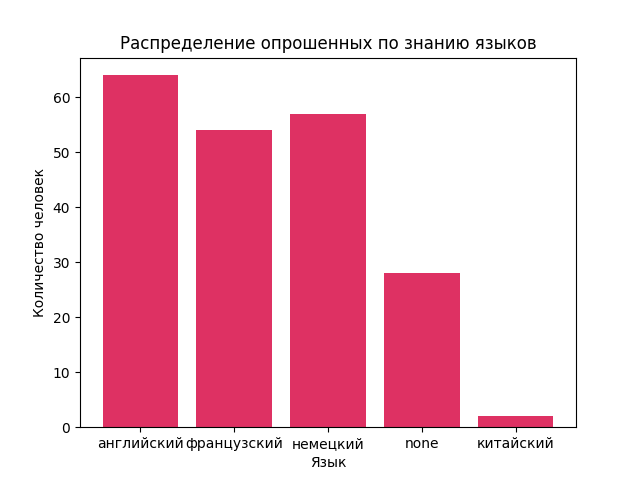 Распределение опрошенных по знанию языков
Количество человек
60
50
40
30
20
10
0
английский французский немецкий none китайский
Язык